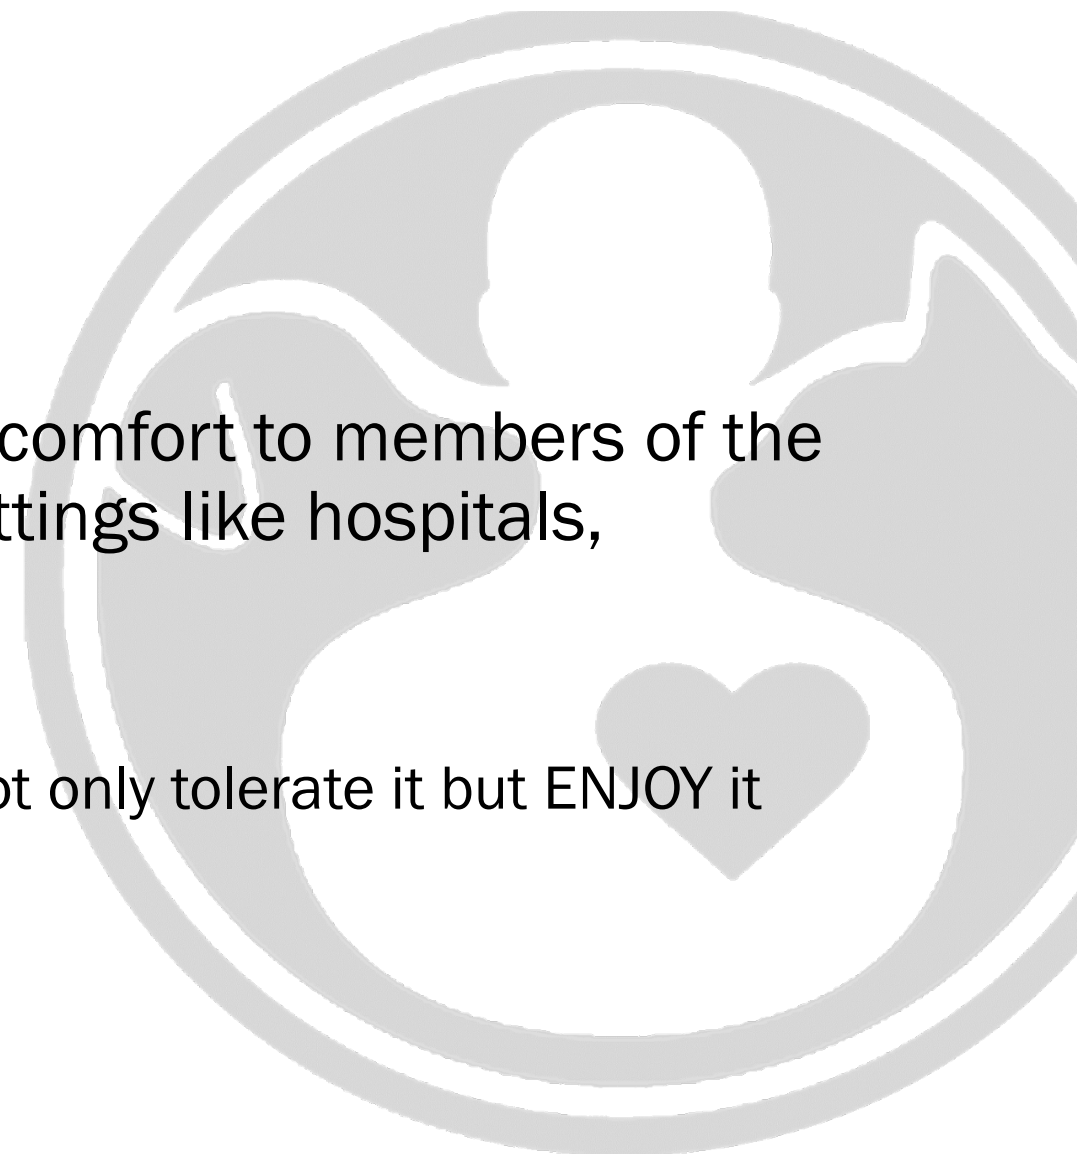 comfort to members of the
ttings like hospitals,
ot only tolerate it but ENJOY it